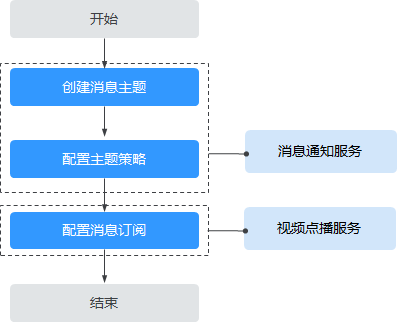 开始
创建消息主题
配置主题策略
消息通知服务
配置消息订阅
视频点播服务
结束